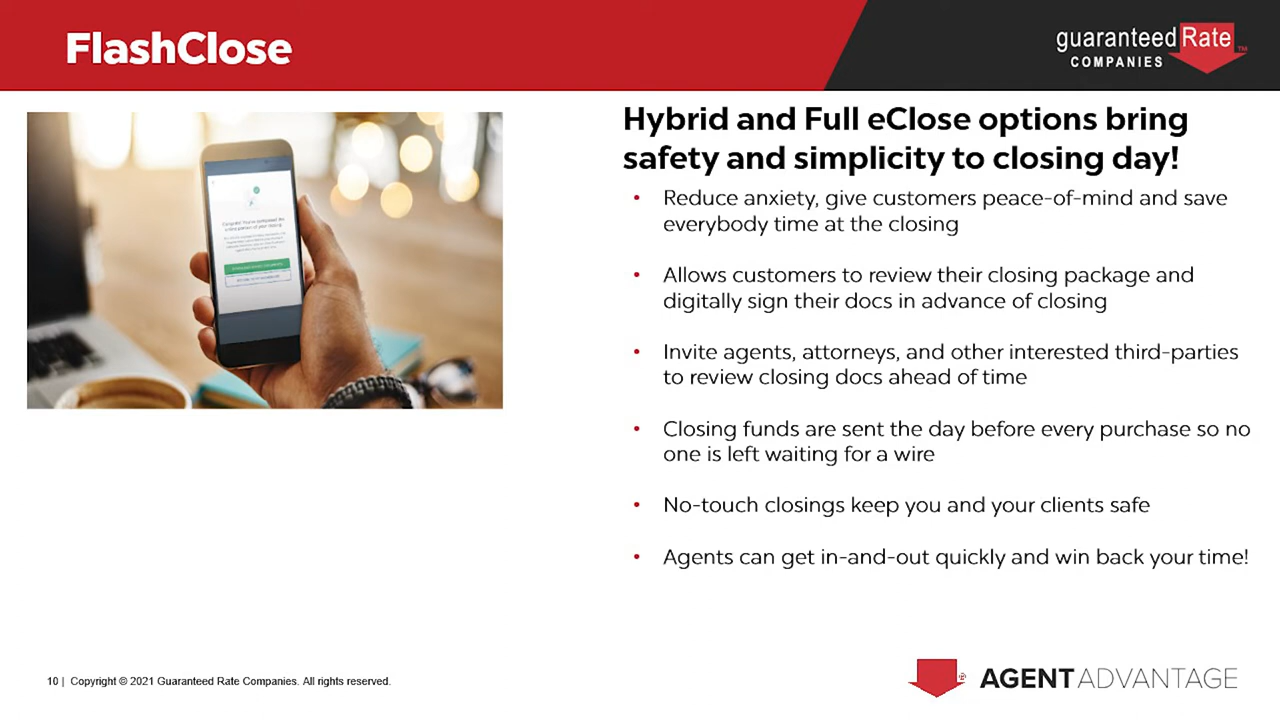 FlashClose
guaranteed Rate ™
COMPANIES
Hybrid and Full eClose options bring
safety and simplicity to closing day!
• Reduce anxiety, give customers peace-of-mind and save
everybody time at the closing
• Allows customers to review their closing package and
digitally sign their docs in advance of closing
• Invite agents, attorneys, and other interested third-parties
to review closing docs ahead of time
• Closing funds are sent the day before every purchase so no
one is left waiting for a wire
• No-touch closings keep you and your clients safe
• Agents can get in-and-out quickly and win back your time!
10 | Copyright © 2021 Guaranteed Rate Companies. All rights reserved.
® AGENT ADVANTAGE